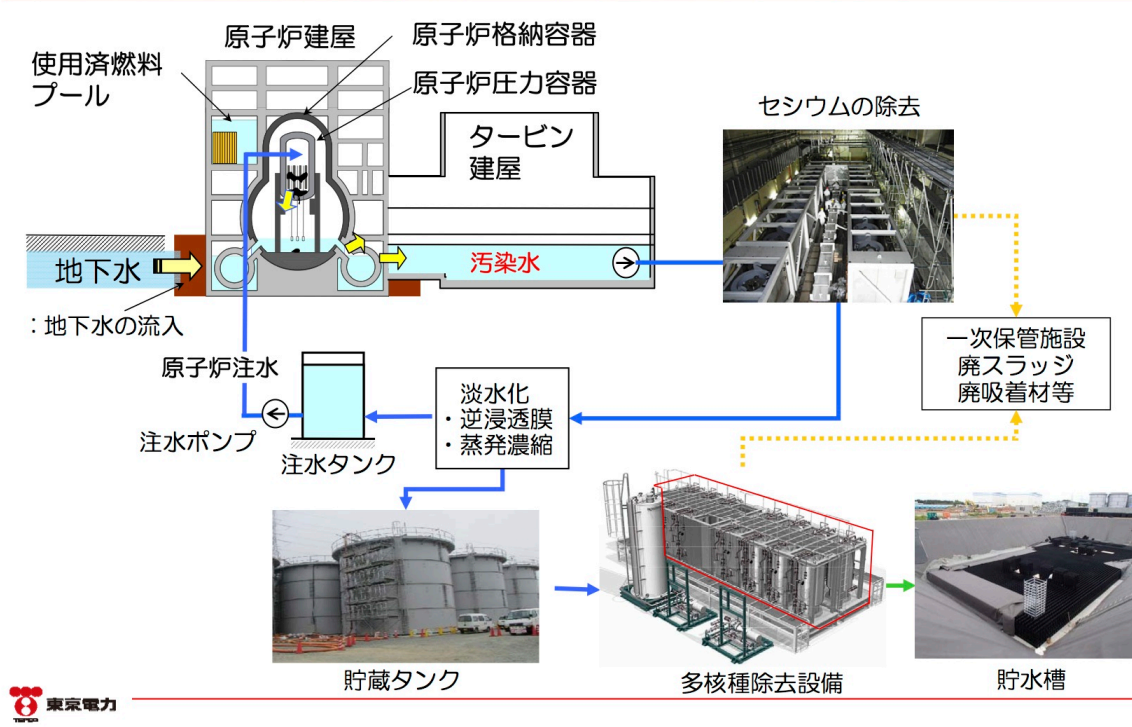 原子炉建屋
原子炉格納容器
使用済燃料
プール
原子炉圧力容器
セシウムの除去
タービン
建屋
地下水
汚染水
:地下水の流入
一次保管施設
廃スラッジ
廃吸着材等
原子炉注水
淡水化
・逆浸透膜
・蒸発濃縮
注水ポンプ
注水タンク
貯蔵タンク
多核種除去設備
貯水槽
東京電力
TEPCO